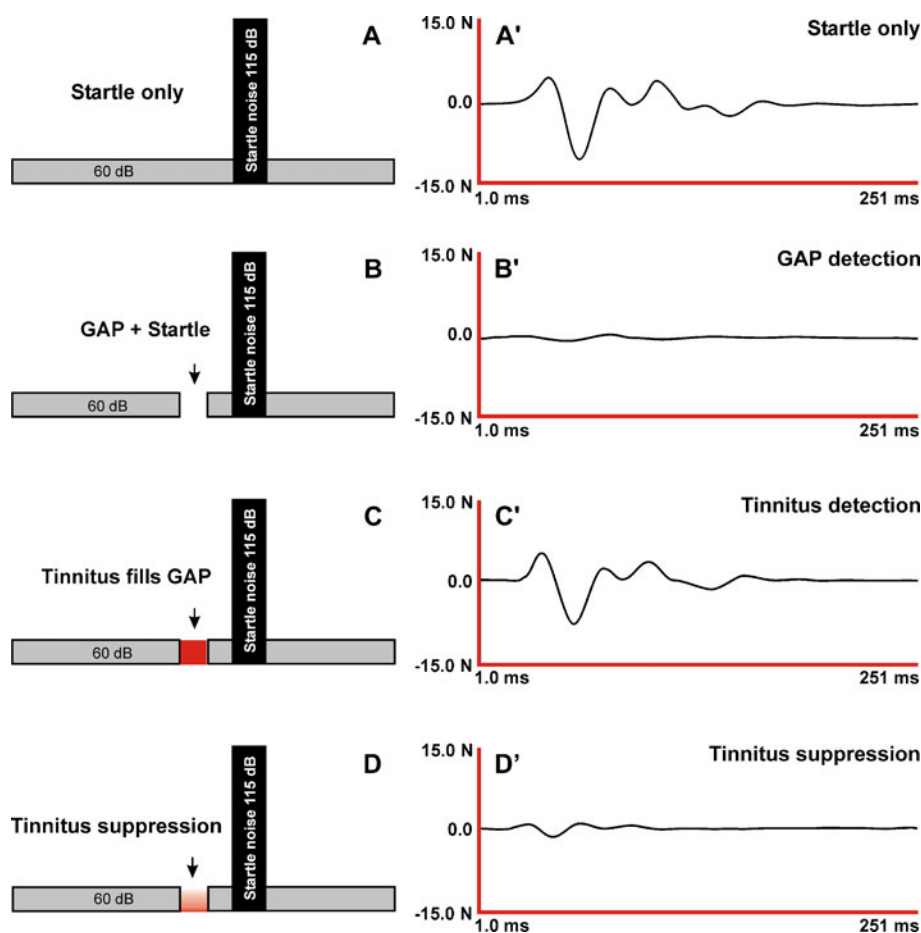 A
Startle only
Startle noise 115 dB
60 dB
A'
Startle only
15.0 N
0.0
-15.0 N
1.0 ms
251 ms
B
GAP + Startle
Startle noise 115 dB
60 dB
B'
GAP detection
15.0 N
0.0
-15.0 N
1.0 ms
251 ms
C
Tinnitus fills GAP
Startle noise 115 dB
60 dB
C'
Tinnitus detection
15.0 N
0.0
-15.0 N
1.0 ms
251 ms
D
Tinnitus suppression
Startle noise 115 dB
60 dB
D’
Tinnitus suppression
15.0 N
0.0
-15.0 N
1.0 ms
251 ms